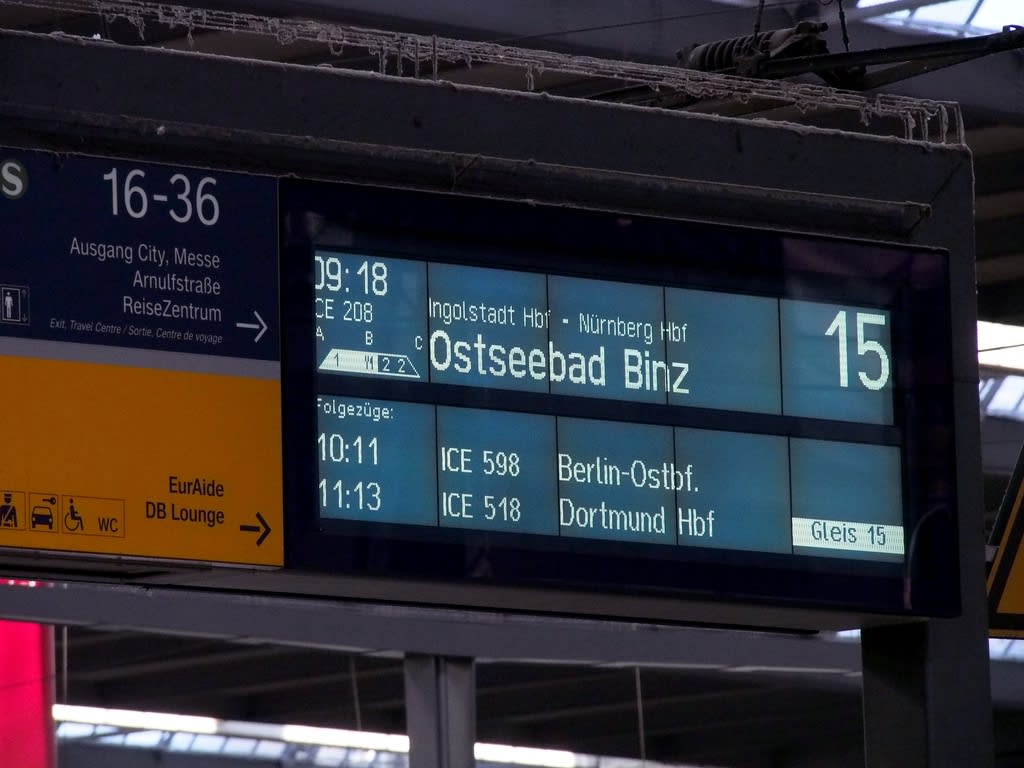 S
16-36
Ausgang City, Messe
Arnulfstraße
ReiseZentrum
Exit, Travel Centre / Sortie, Centre de voyage
EurAide
DB Lounge
WC
09:18
ICE 208
A B C
1 2 2
Ingolstadt Hbf - Nürnberg Hbf
Ostseebad Binz
15
Folgezüge:
10:11 ICE 598 Berlin-Ostbf.
11:13 ICE 518 Dortmund Hbf
Gleis 15